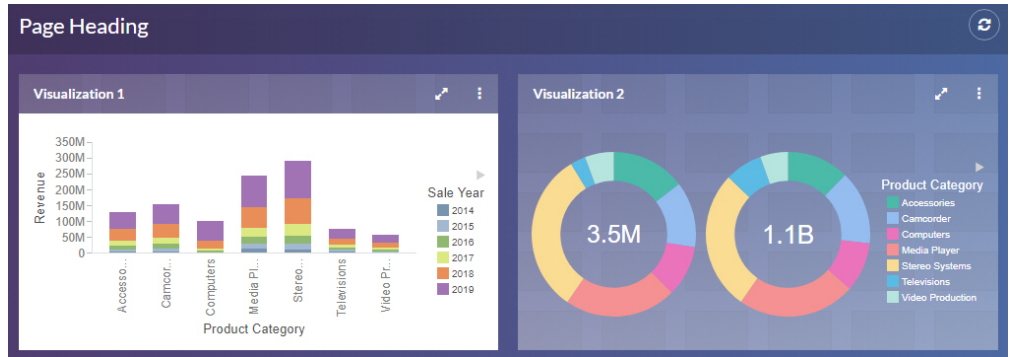 Page Heading
Visualization 1
350M
300M
250M
200M
150M
100M
50M
0
Revenue
Accesso...
Camcor...
Computers
Media Pl...
Stereo...
Televisions
Video Pr...
Product Category
Sale Year
2014
2015
2016
2017
2018
2019
Visualization 2
3.5M
1.1B
Product Category
Accessories
Camcorder
Computers
Media Player
Stereo Systems
Televisions
Video Production